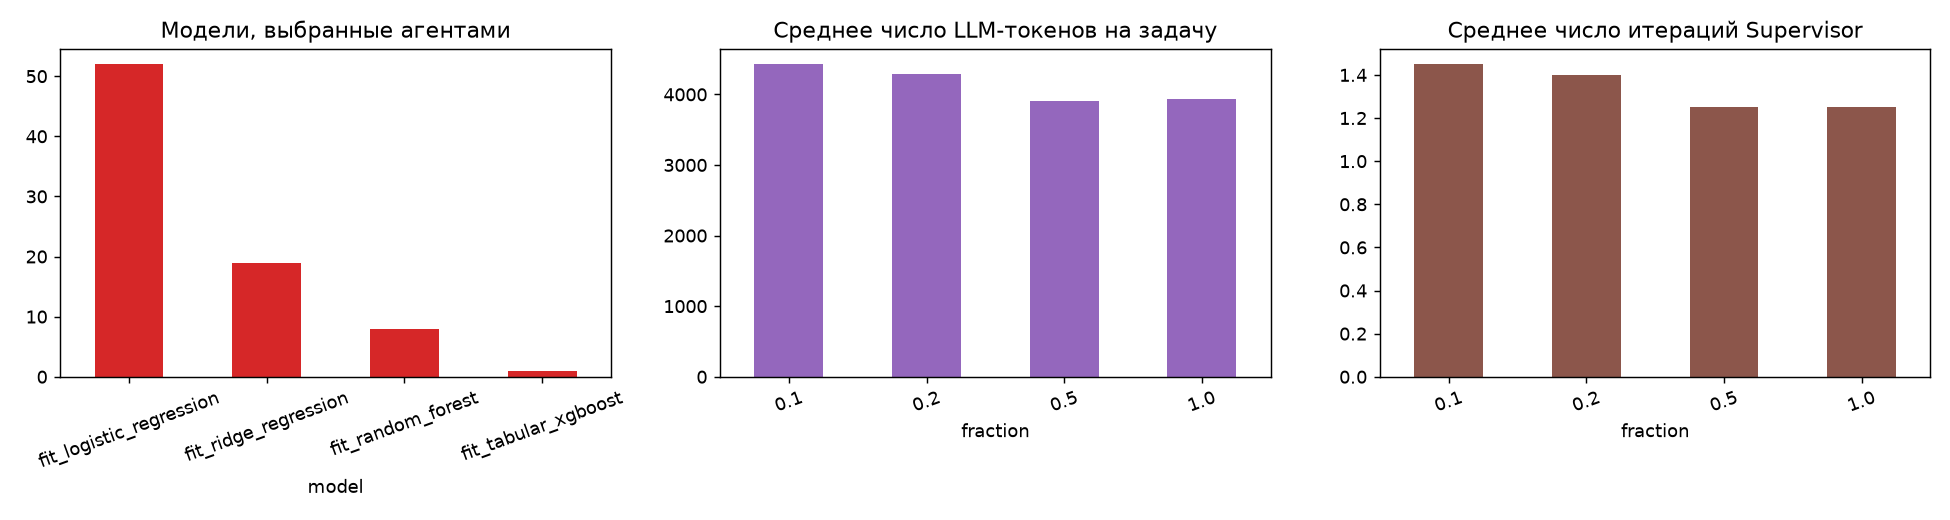 Модели, выбранные агентами
50
40
30
20
10
0
fit_logistic_regression
fit_ridge_regression
fit_random_forest
fit_tabular_xgboost
model
Среднее число LLM-токенов на задачу
4000
3000
2000
1000
0
0.1
0.2
0.5
1.0
fraction
Среднее число итераций Supervisor
1.4
1.2
1.0
0.8
0.6
0.4
0.2
0.0
0.1
0.2
0.5
1.0
fraction